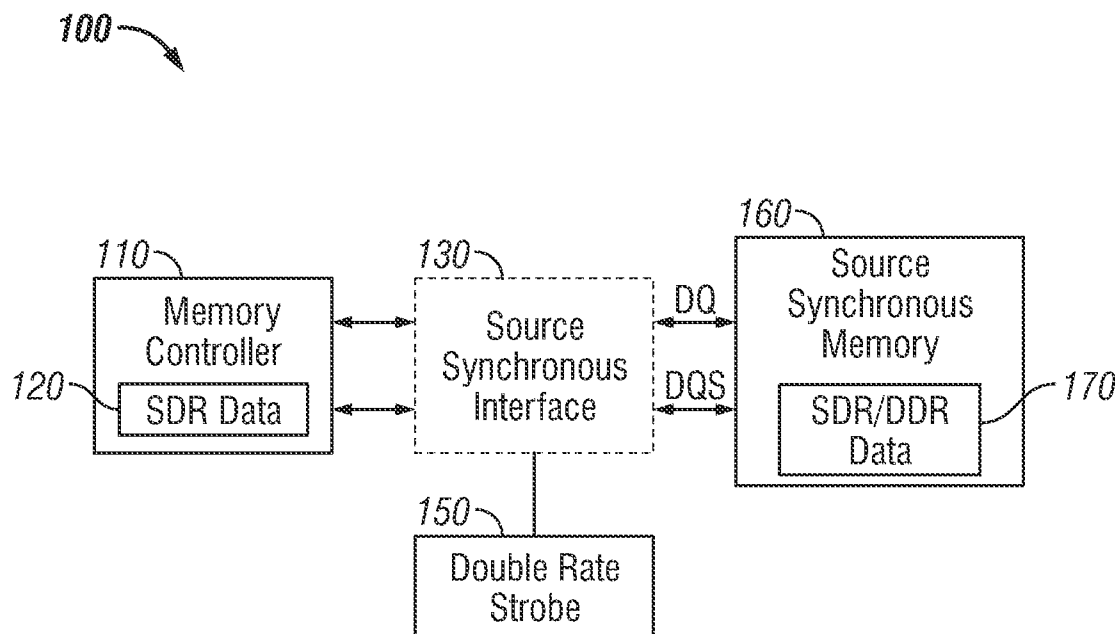 100
110
Memory
Controller
120
SDR Data
130
Source
Synchronous
Interface
DQ
DQS
160
Source
Synchronous
Memory
SDR/DDR
Data
170
150
Double Rate
Strobe